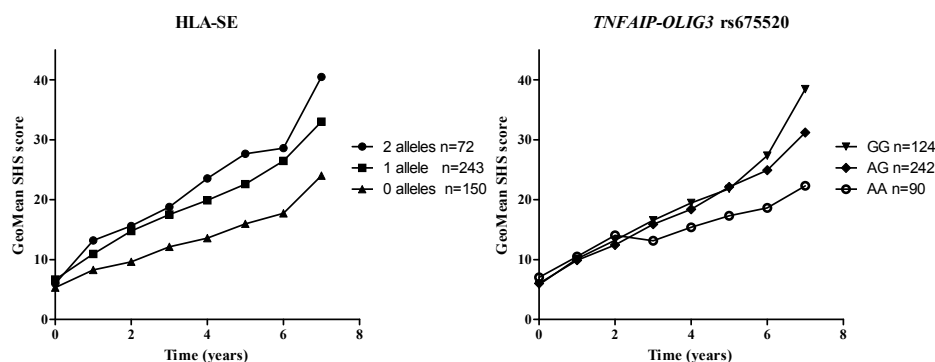 HLA-SE
GeoMean SHS score
40
30
20
10
0
0 2 4 6 8
Time (years)
2 alleles n=72
1 allele n=243
0 alleles n=150
TNFAIP-OLIG3 rs675520
GeoMean SHS score
40
30
20
10
0
0 2 4 6 8
Time (years)
GG n=124
AG n=242
AA n=90